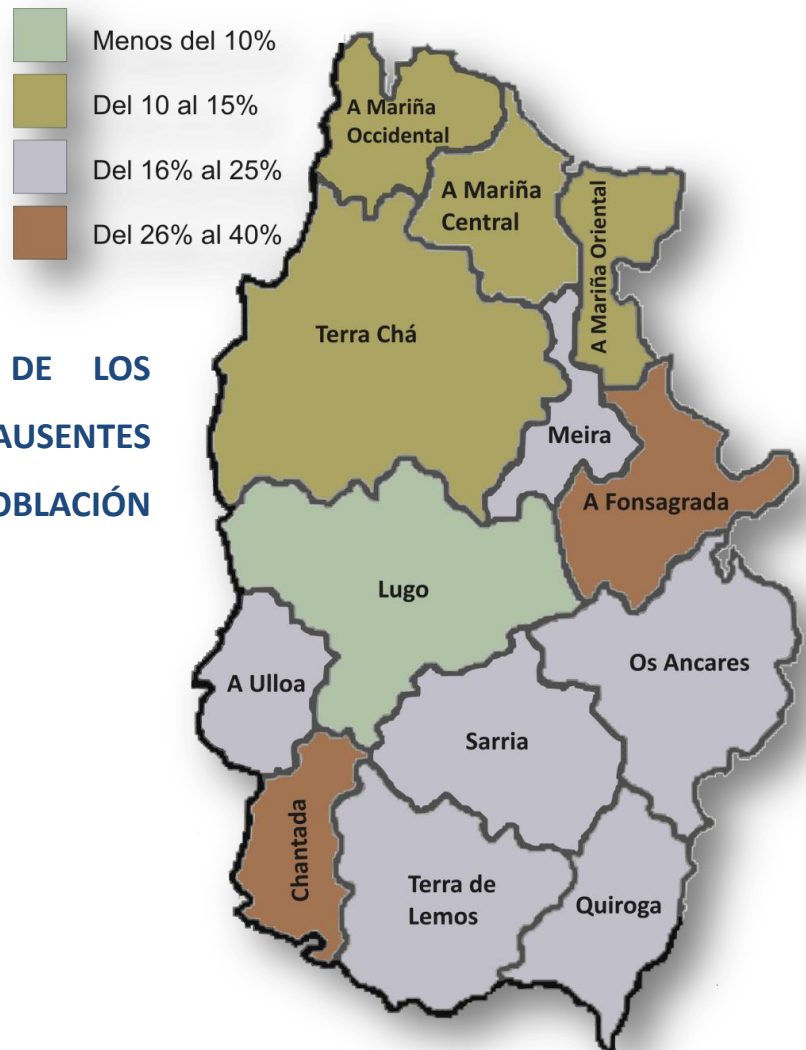 Menos del 10%
Del 10 al 15%
Del 16% al 25%
Del 26% al 40%
DE LOS
AUSENTES
A Mariña
Occidental
A Mariña
Central
A Mariña Oriental
Terra Chá
Meira
A Fonsagrada
Lugo
Os Ancares
A Ulloa
Sarria
Chantada
Terra de
Lemos
Quiroga